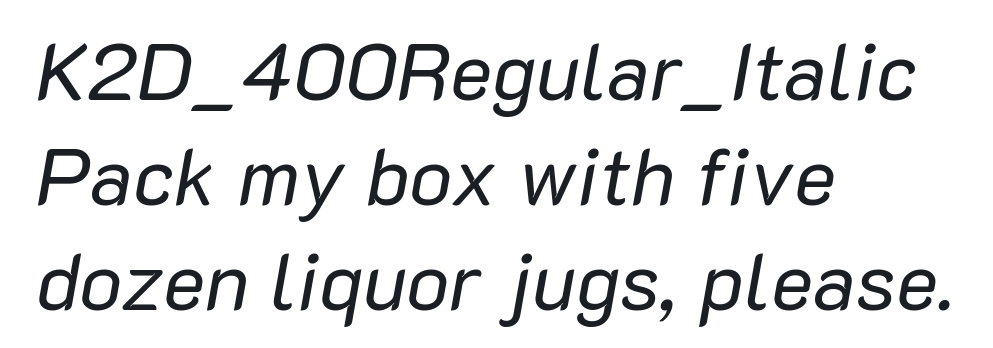 K2D_400Regular_Italic
Pack my box with five
dozen liquor jugs, please.